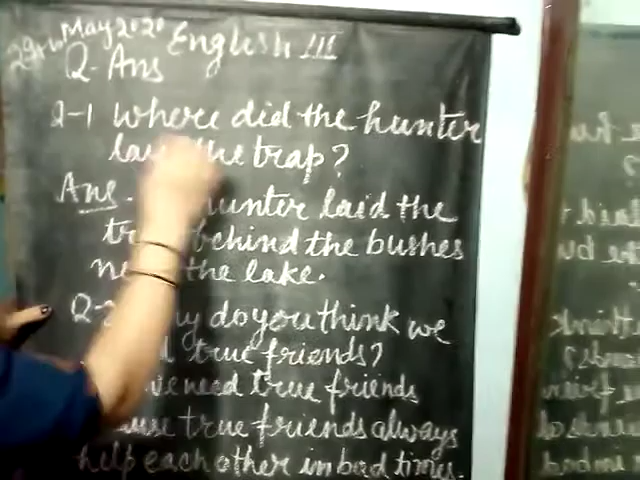 29th May 2020 English III
Q- Ans
Q-1 Where did the hunter
the trap?
Ans- hunter laid the
behind the bushes
the lake.
Q- do you think we
true friends?
need true friends
true friends always
help each other in bad times.